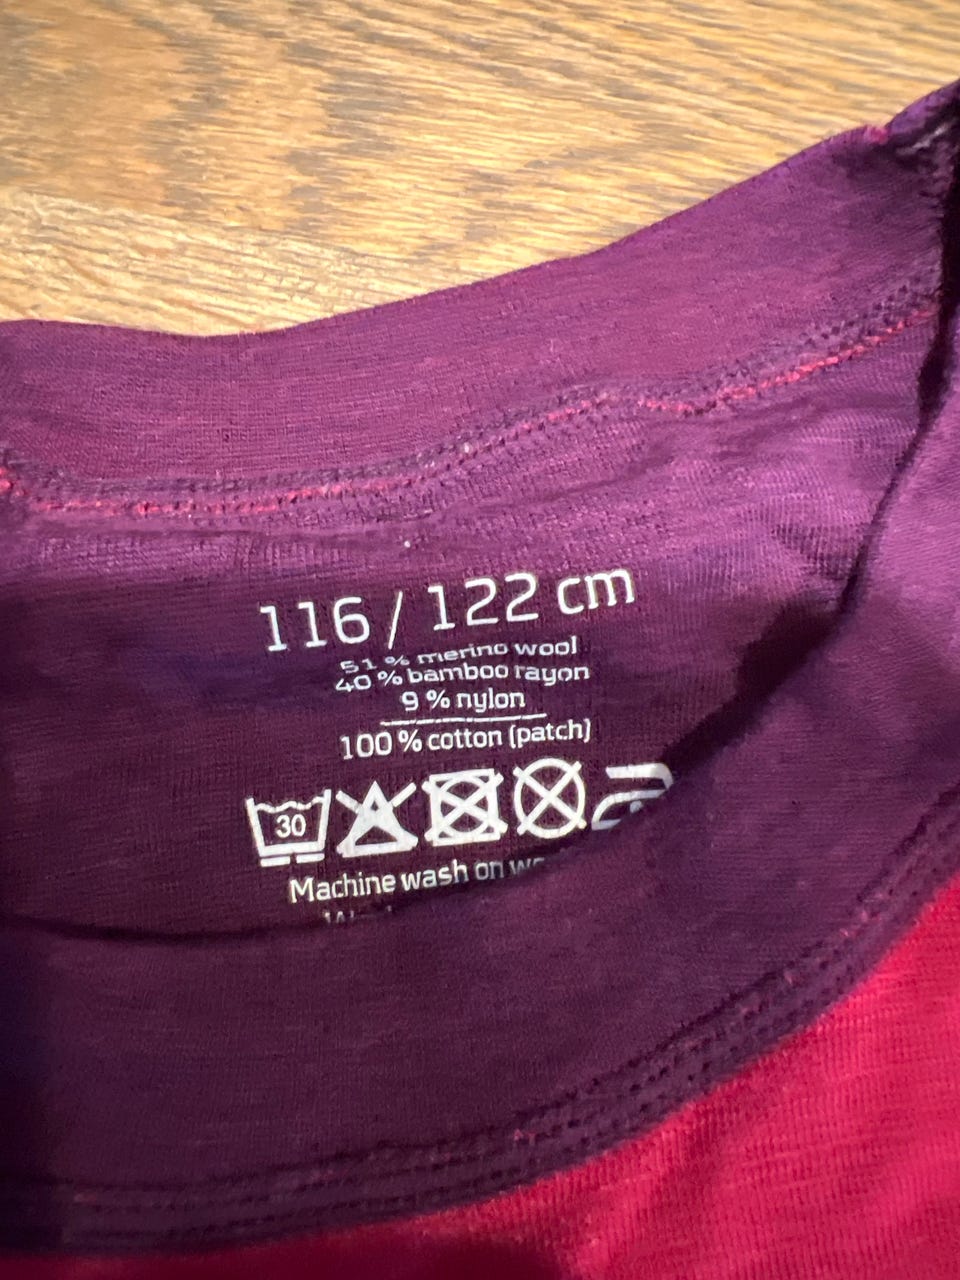 116 / 122 cm
51 % merino wool
40 % bamboo rayon
9 % nylon
100 % cotton (patch)
30
Machine wash on